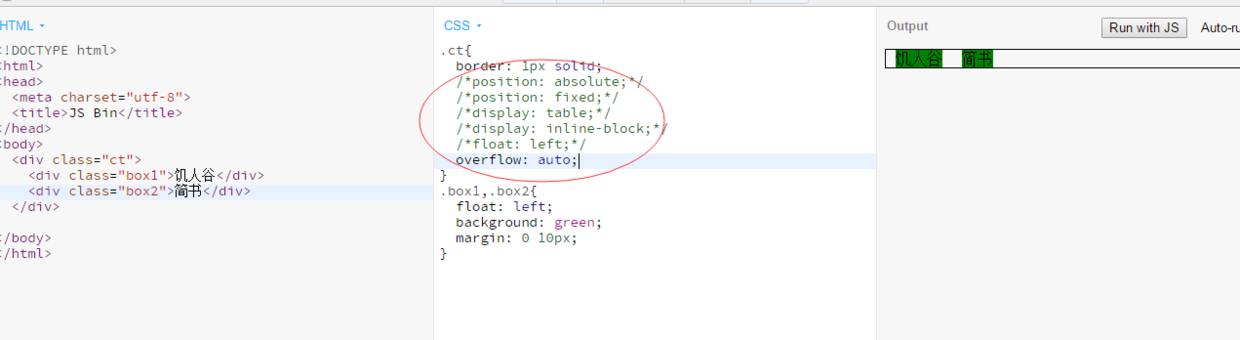 HTML
<!DOCTYPE html>
<html>
<head>
<meta charset="utf-8">
<title>JS Bin</title>
</head>
<body>
<div class="ct">
<div class="box1">饥人谷</div>
<div class="box2">简书</div>
</div>
</body>
</html>
CSS
.ct{
border: 1px solid;
/*position: absolute;*/
/*position: fixed;*/
/*display: table;*/
/*display: inline-block;*/
/*float: left;*/
overflow: auto;
}
.box1,.box2{
float: left;
background: green;
margin: 0 10px;
}
Output
Run with JS
Auto-ru
饥人谷 简书